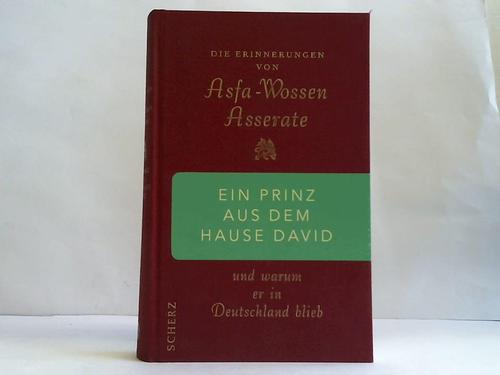 DIE ERINNERUNGEN
VON
Asfa-Wossen
Asserate
EIN PRINZ
AUS DEM
HAUSE DAVID
und warum
er in
Deutschland blieb
SCHERZ